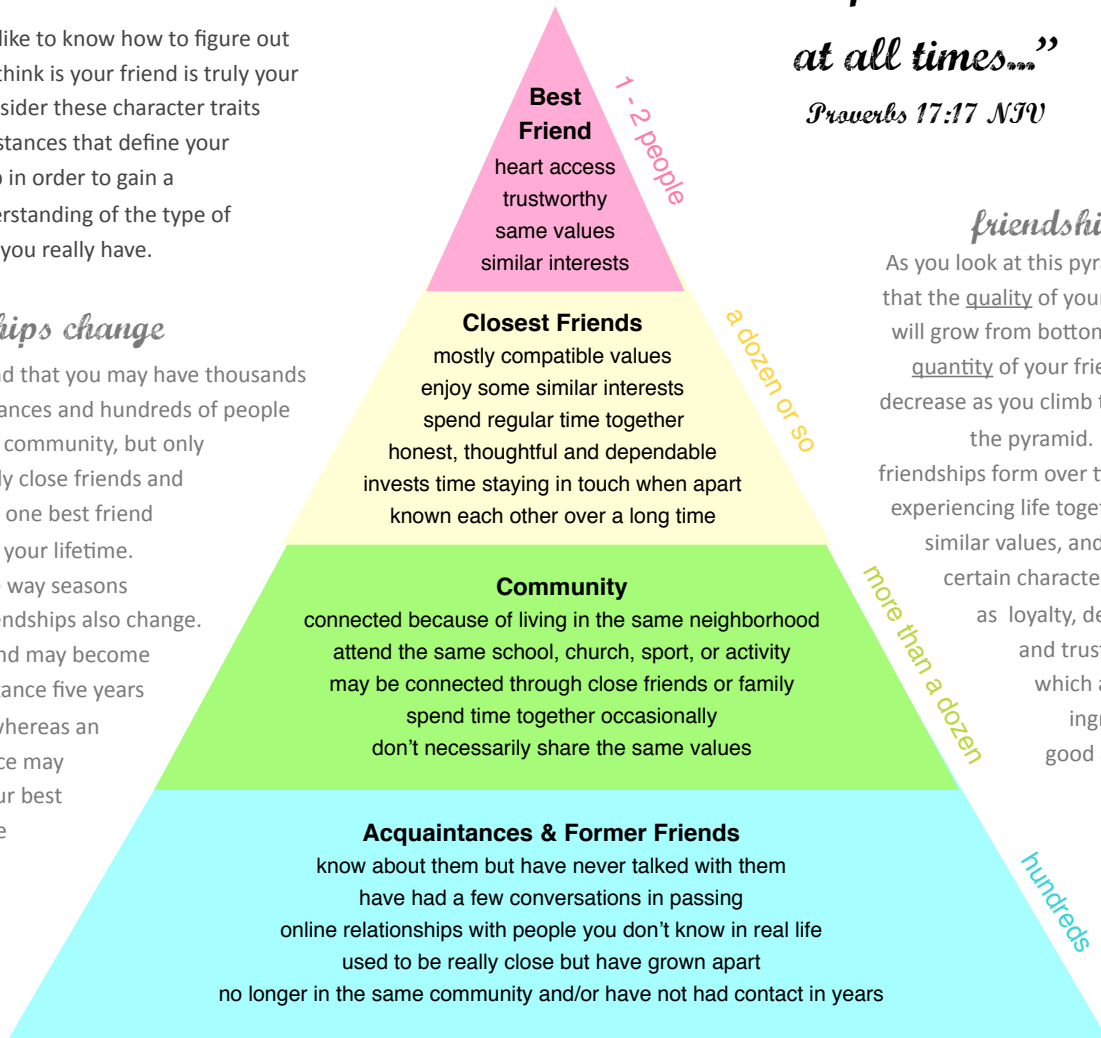 like to know how to figure out
think is your friend is truly your
sider these character traits
stances that define your
in order to gain a
erstanding of the type of
you really have.
hips change
nd that you may have thousands
ances and hundreds of people
community, but only
ly close friends and
one best friend
your lifetime.
way seasons
endships also change.
nd may become
tance five years
whereas an
ce may
ur best
e
Best
Friend
heart access
trustworthy
same values
similar interests
1 - 2 people
Closest Friends
mostly compatible values
enjoy some similar interests
spend regular time together
honest, thoughtful and dependable
invests time staying in touch when apart
known each other over a long time
a dozen or so
Community
connected because of living in the same neighborhood
attend the same school, church, sport, or activity
may be connected through close friends or family
spend time together occasionally
don’t necessarily share the same values
more than a dozen
Acquaintances & Former Friends
know about them but have never talked with them
have had a few conversations in passing
online relationships with people you don’t know in real life
used to be really close but have grown apart
no longer in the same community and/or have not had contact in years
hundreds
at all times...”
Proverbs 17:17 NIV
friendshi
As you look at this pyra
that the quality of your
will grow from bottom
quantity of your frie
decrease as you climb t
the pyramid.
friendships form over t
experiencing life toget
similar values, and
certain characte
as loyalty, de
and trust
which a
ingr
good